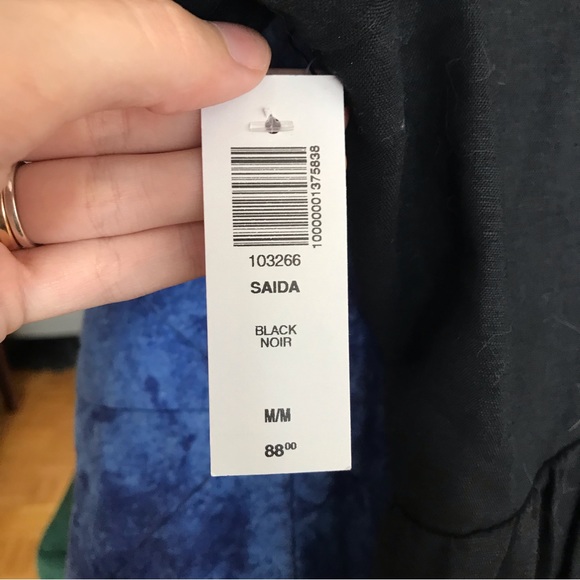 10000001375838
103266
SAIDA
BLACK
NOIR
M/M
88⁰⁰